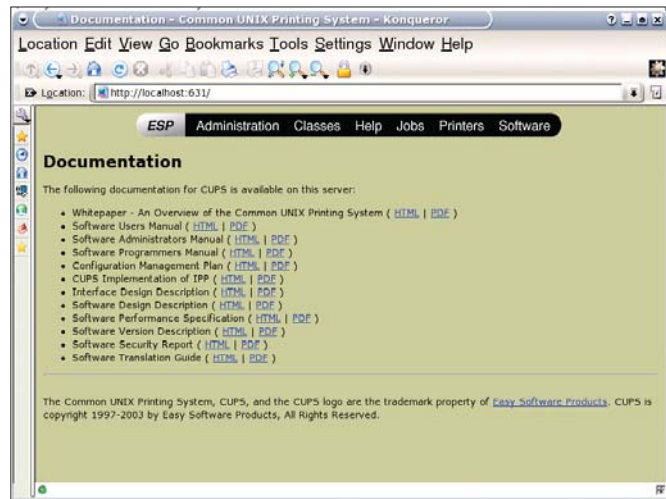 Documentation - Common UNIX Printing System - Konqueror
Location Edit View Go Bookmarks Tools Settings Window Help
Location: http://localhost:631/
ESP Administration Classes Help Jobs Printers Software
Documentation
The following documentation for CUPS is available on this server:
Whitepaper - An Overview of the Common UNIX Printing System ( HTML | PDF )
Software Users Manual ( HTML | PDF )
Software Administrators Manual ( HTML | PDF )
Software Programmers Manual ( HTML | PDF )
Configuration Management Plan ( HTML | PDF )
CUPS Implementation of IPP ( HTML | PDF )
Interface Design Description ( HTML | PDF )
Software Design Description ( HTML | PDF )
Software Performance Specification ( HTML | PDF )
Software Version Description ( HTML | PDF )
Software Security Report ( HTML | PDF )
Software Translation Guide ( HTML | PDF )
The Common UNIX Printing System, CUPS, and the CUPS logo are the trademark property of Easy Software Products. CUPS is
copyright 1997-2003 by Easy Software Products, All Rights Reserved.